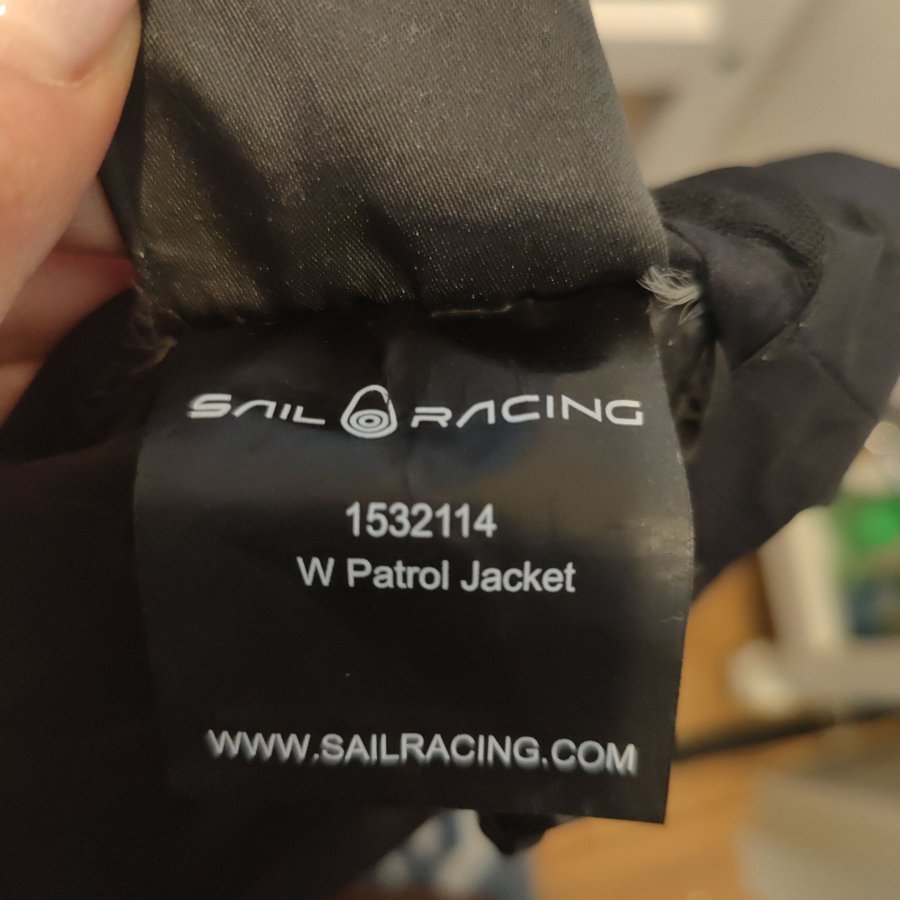 SAIL RACING
1532114
W Patrol Jacket
WWW.SAILRACING.COM